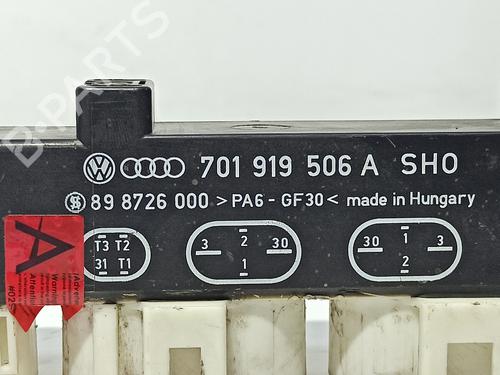 B-PARTS
701 919 506 A SHO
89 8726 000 >PA6 - GF30< made in Hungary
T3 T2
31 T1
3 2 30
1
30 1 3
2
A
Attention